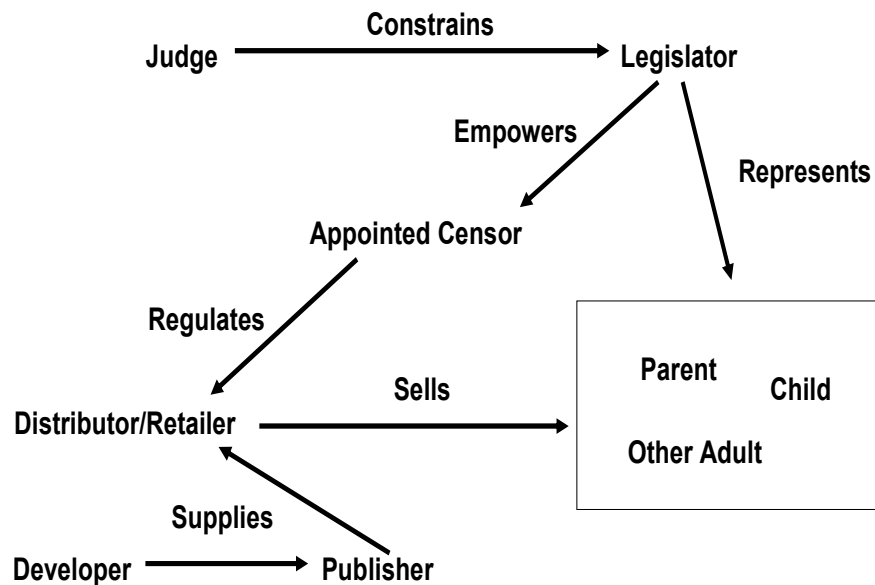 Constrains
Judge
Legislator
Empowers
Represents
Appointed Censor
Regulates
Parent
Child
Sells
Distributor/Retailer
Other Adult
Supplies
Developer
Publisher